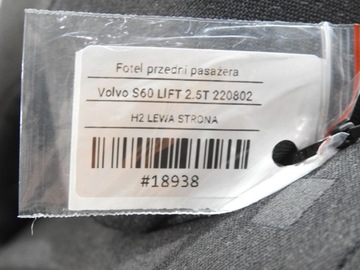 Fotel przedni pasażera
Volvo S60 LIFT 2.5T 220802
H2 LEWA STRONA
#18938